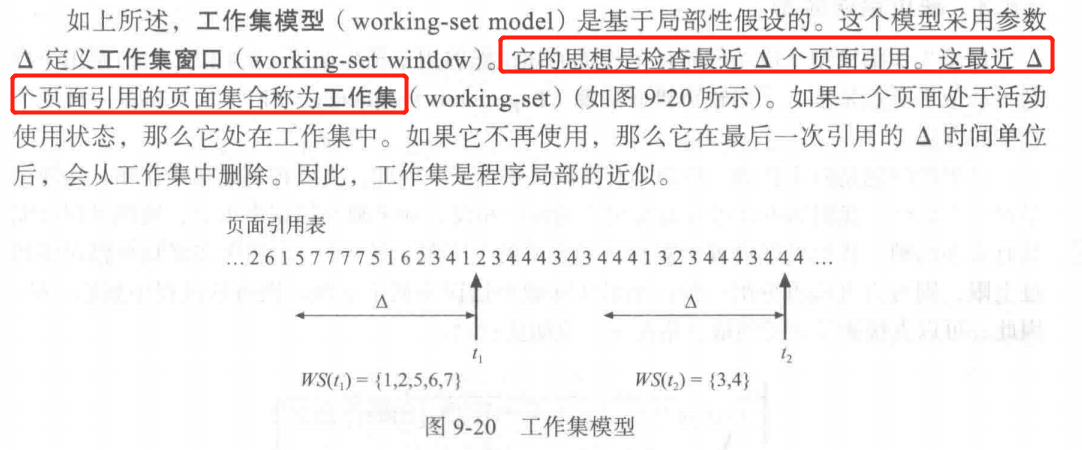 如上所述，工作集模型（working-set model）是基于局部性假设的。这个模型采用参数
Δ 定义工作集窗口（working-set window）。它的思想是检查最近 Δ 个页面引用。这最近 Δ
个页面引用的页面集合称为工作集（working-set）（如图 9-20 所示）。如果一个页面处于活动
使用状态，那么它处在工作集中。如果它不再使用，那么它在最后一次引用的 Δ 时间单位
后，会从工作集中删除。因此，工作集是程序局部的近似。
页面引用表
…2 6 1 5 7 7 7 7 5 1 6 2 3 4 1 2 3 4 4 4 3 4 3 4 4 4 1 3 2 3 4 4 4 3 4 4 4 …
Δ Δ
t₁ t₂
WS(t₁) = {1,2,5,6,7} WS(t₂) = {3,4}
图 9-20 工作集模型